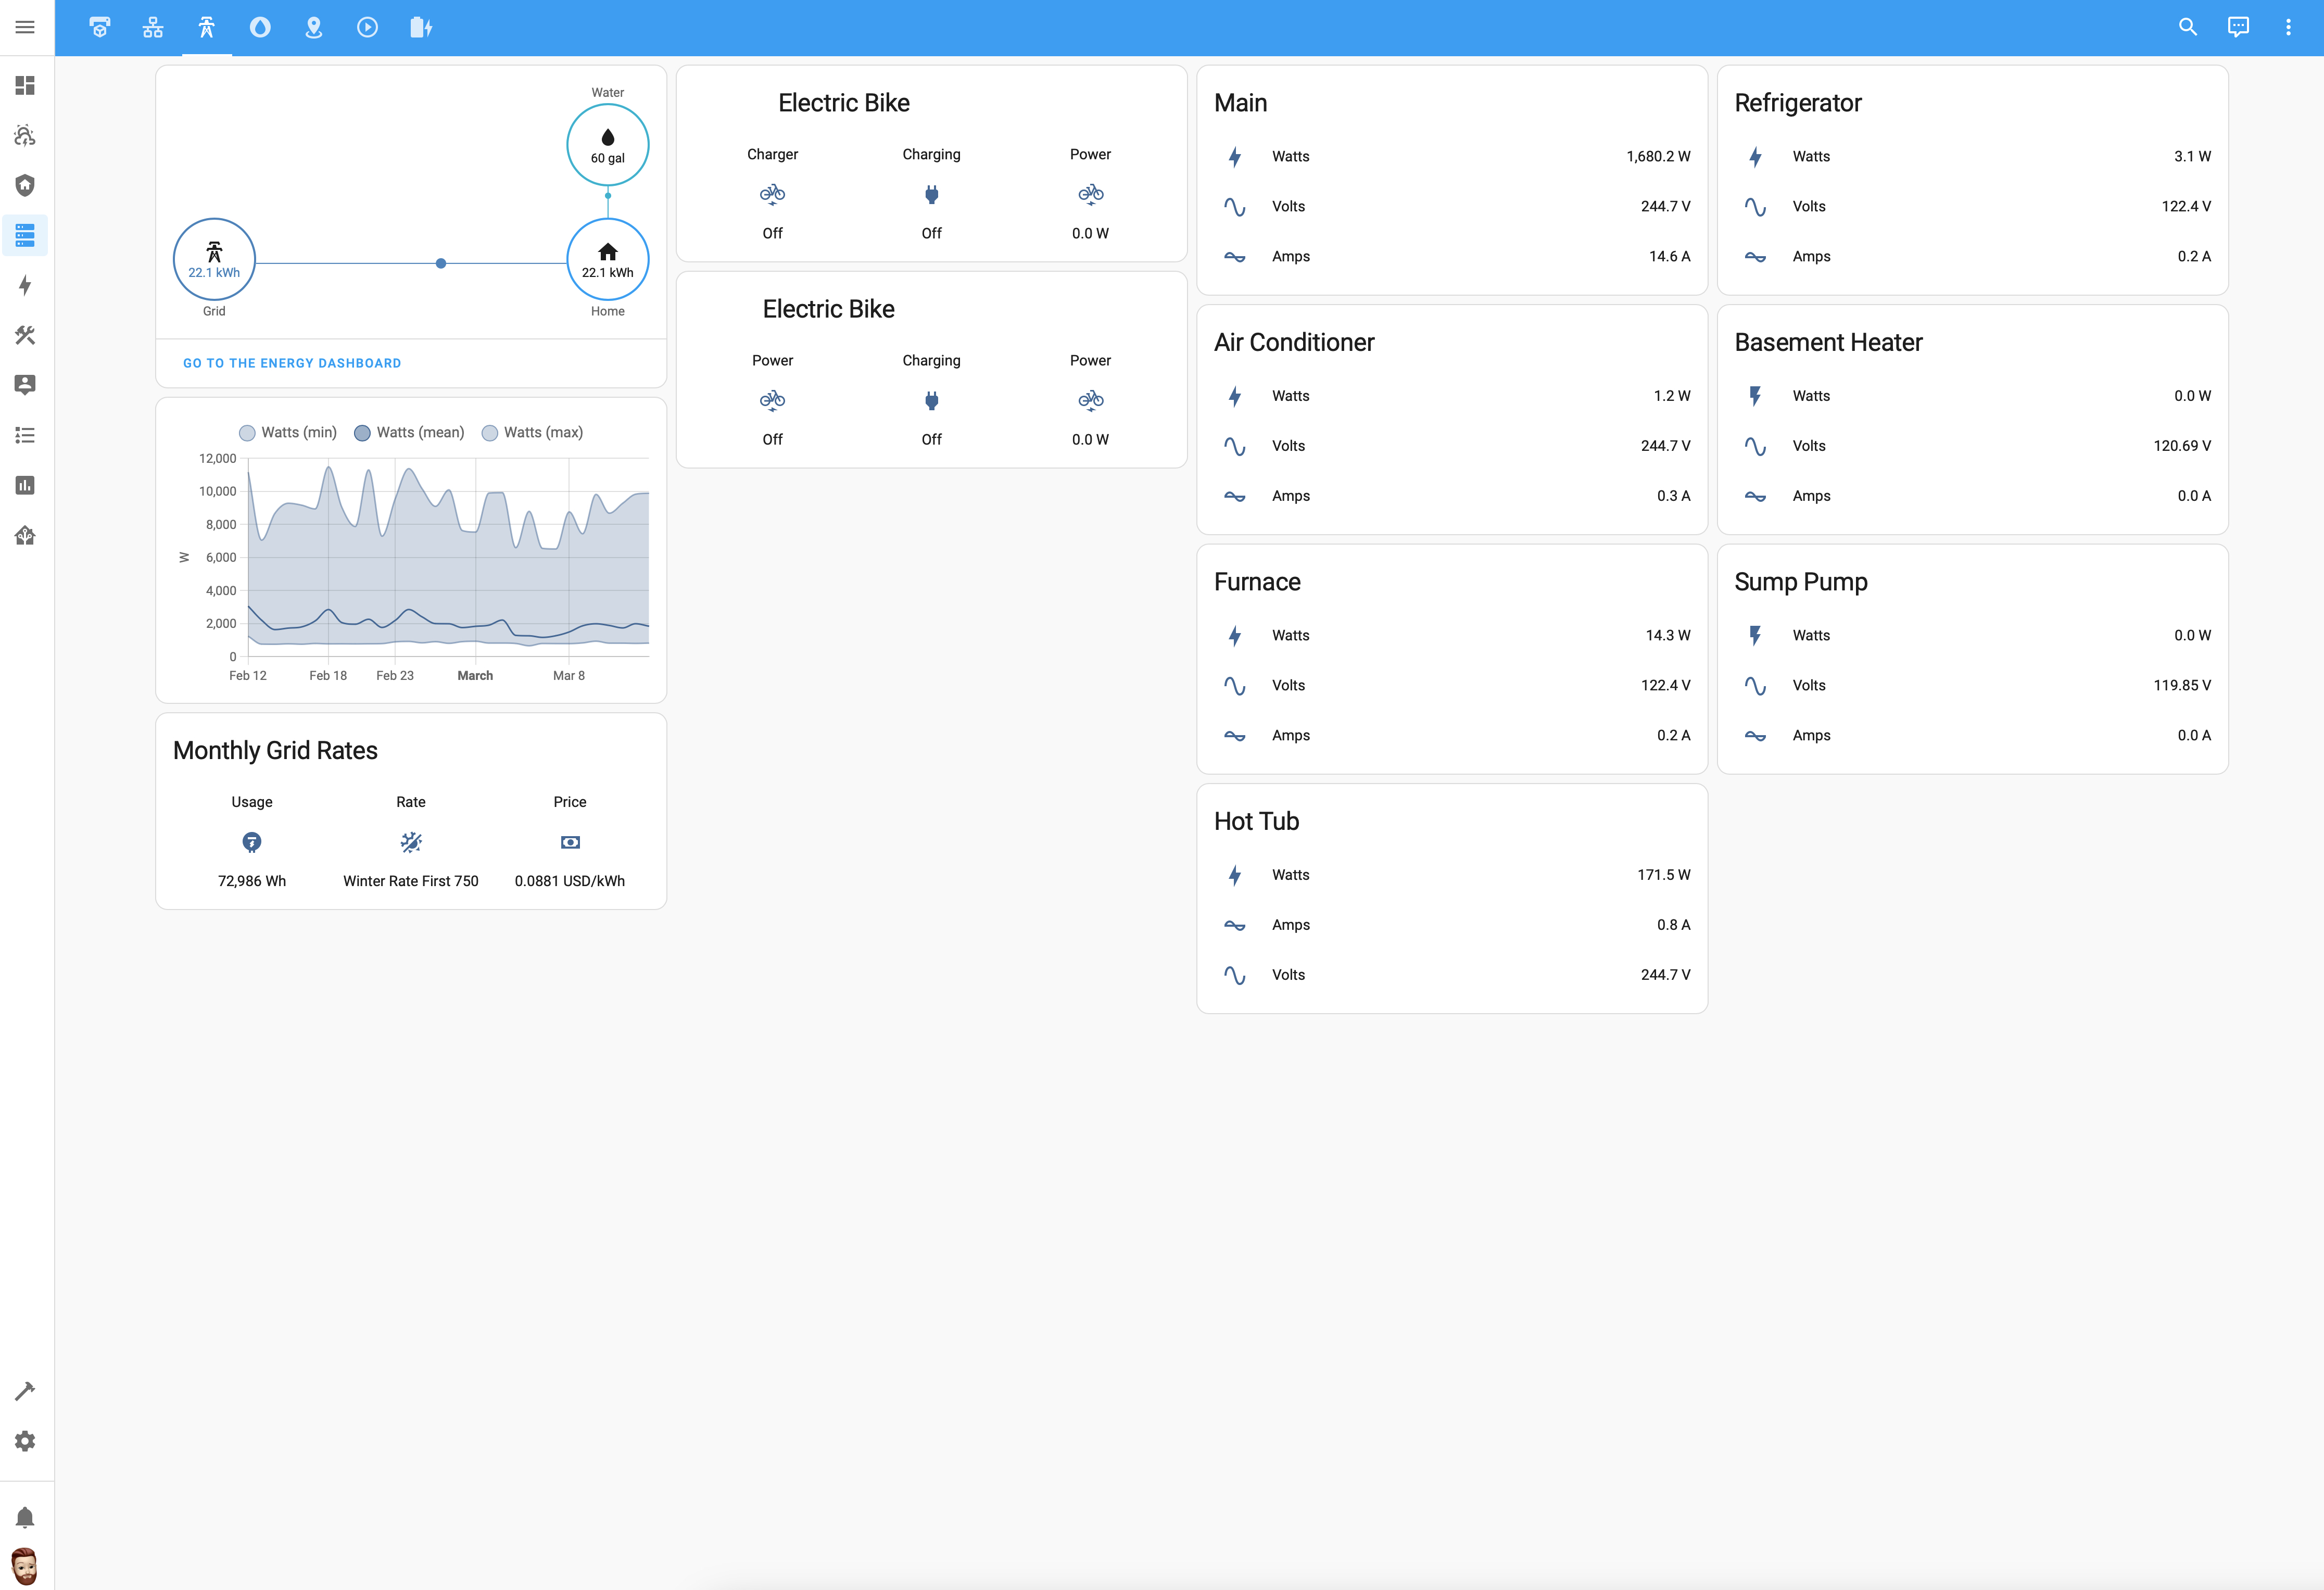 Water
60 gal
22.1 kWh
22.1 kWh
Grid
Home
GO TO THE ENERGY DASHBOARD
Watts (min) Watts (mean) Watts (max)
12,000
10,000
8,000
W
6,000
4,000
2,000
0
Feb 12 Feb 18 Feb 23 March Mar 8
Monthly Grid Rates
Usage Rate Price
72,986 Wh Winter Rate First 750 0.0881 USD/kWh
Electric Bike
Charger Charging Power
Off Off 0.0 W
Electric Bike
Power Charging Power
Off Off 0.0 W
Main
Watts 1,680.2 W
Volts 244.7 V
Amps 14.6 A
Air Conditioner
Watts 1.2 W
Volts 244.7 V
Amps 0.3 A
Furnace
Watts 14.3 W
Volts 122.4 V
Amps 0.2 A
Hot Tub
Watts 171.5 W
Amps 0.8 A
Volts 244.7 V
Refrigerator
Watts 3.1 W
Volts 122.4 V
Amps 0.2 A
Basement Heater
Watts 0.0 W
Volts 120.69 V
Amps 0.0 A
Sump Pump
Watts 0.0 W
Volts 119.85 V
Amps 0.0 A